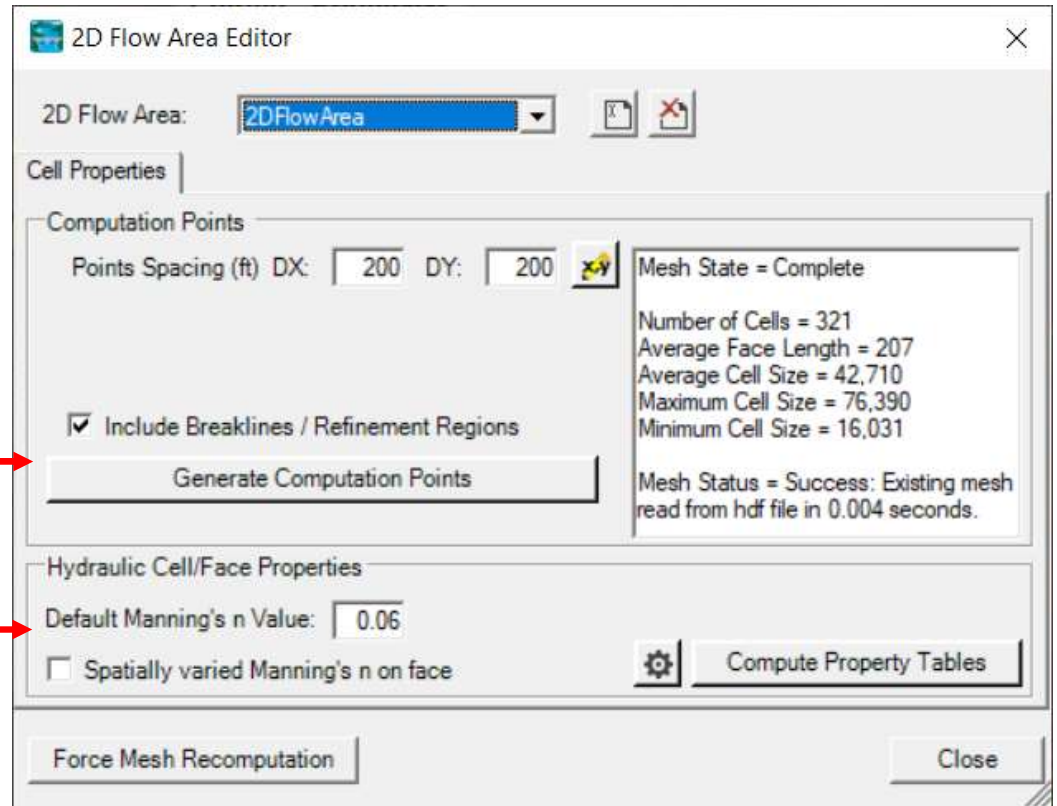 2D Flow Area Editor
2D Flow Area: 2DFlowArea
Cell Properties
Computation Points
Points Spacing (ft) DX: 200 DY: 200
Mesh State = Complete
Number of Cells = 321
Average Face Length = 207
Average Cell Size = 42,710
Maximum Cell Size = 76,390
Minimum Cell Size = 16,031
Mesh Status = Success: Existing mesh
read from hdf file in 0.004 seconds.
Include Breaklines / Refinement Regions
Generate Computation Points
Hydraulic Cell/Face Properties
Default Manning's n Value: 0.06
Spatially varied Manning's n on face
Compute Property Tables
Force Mesh Recomputation
Close